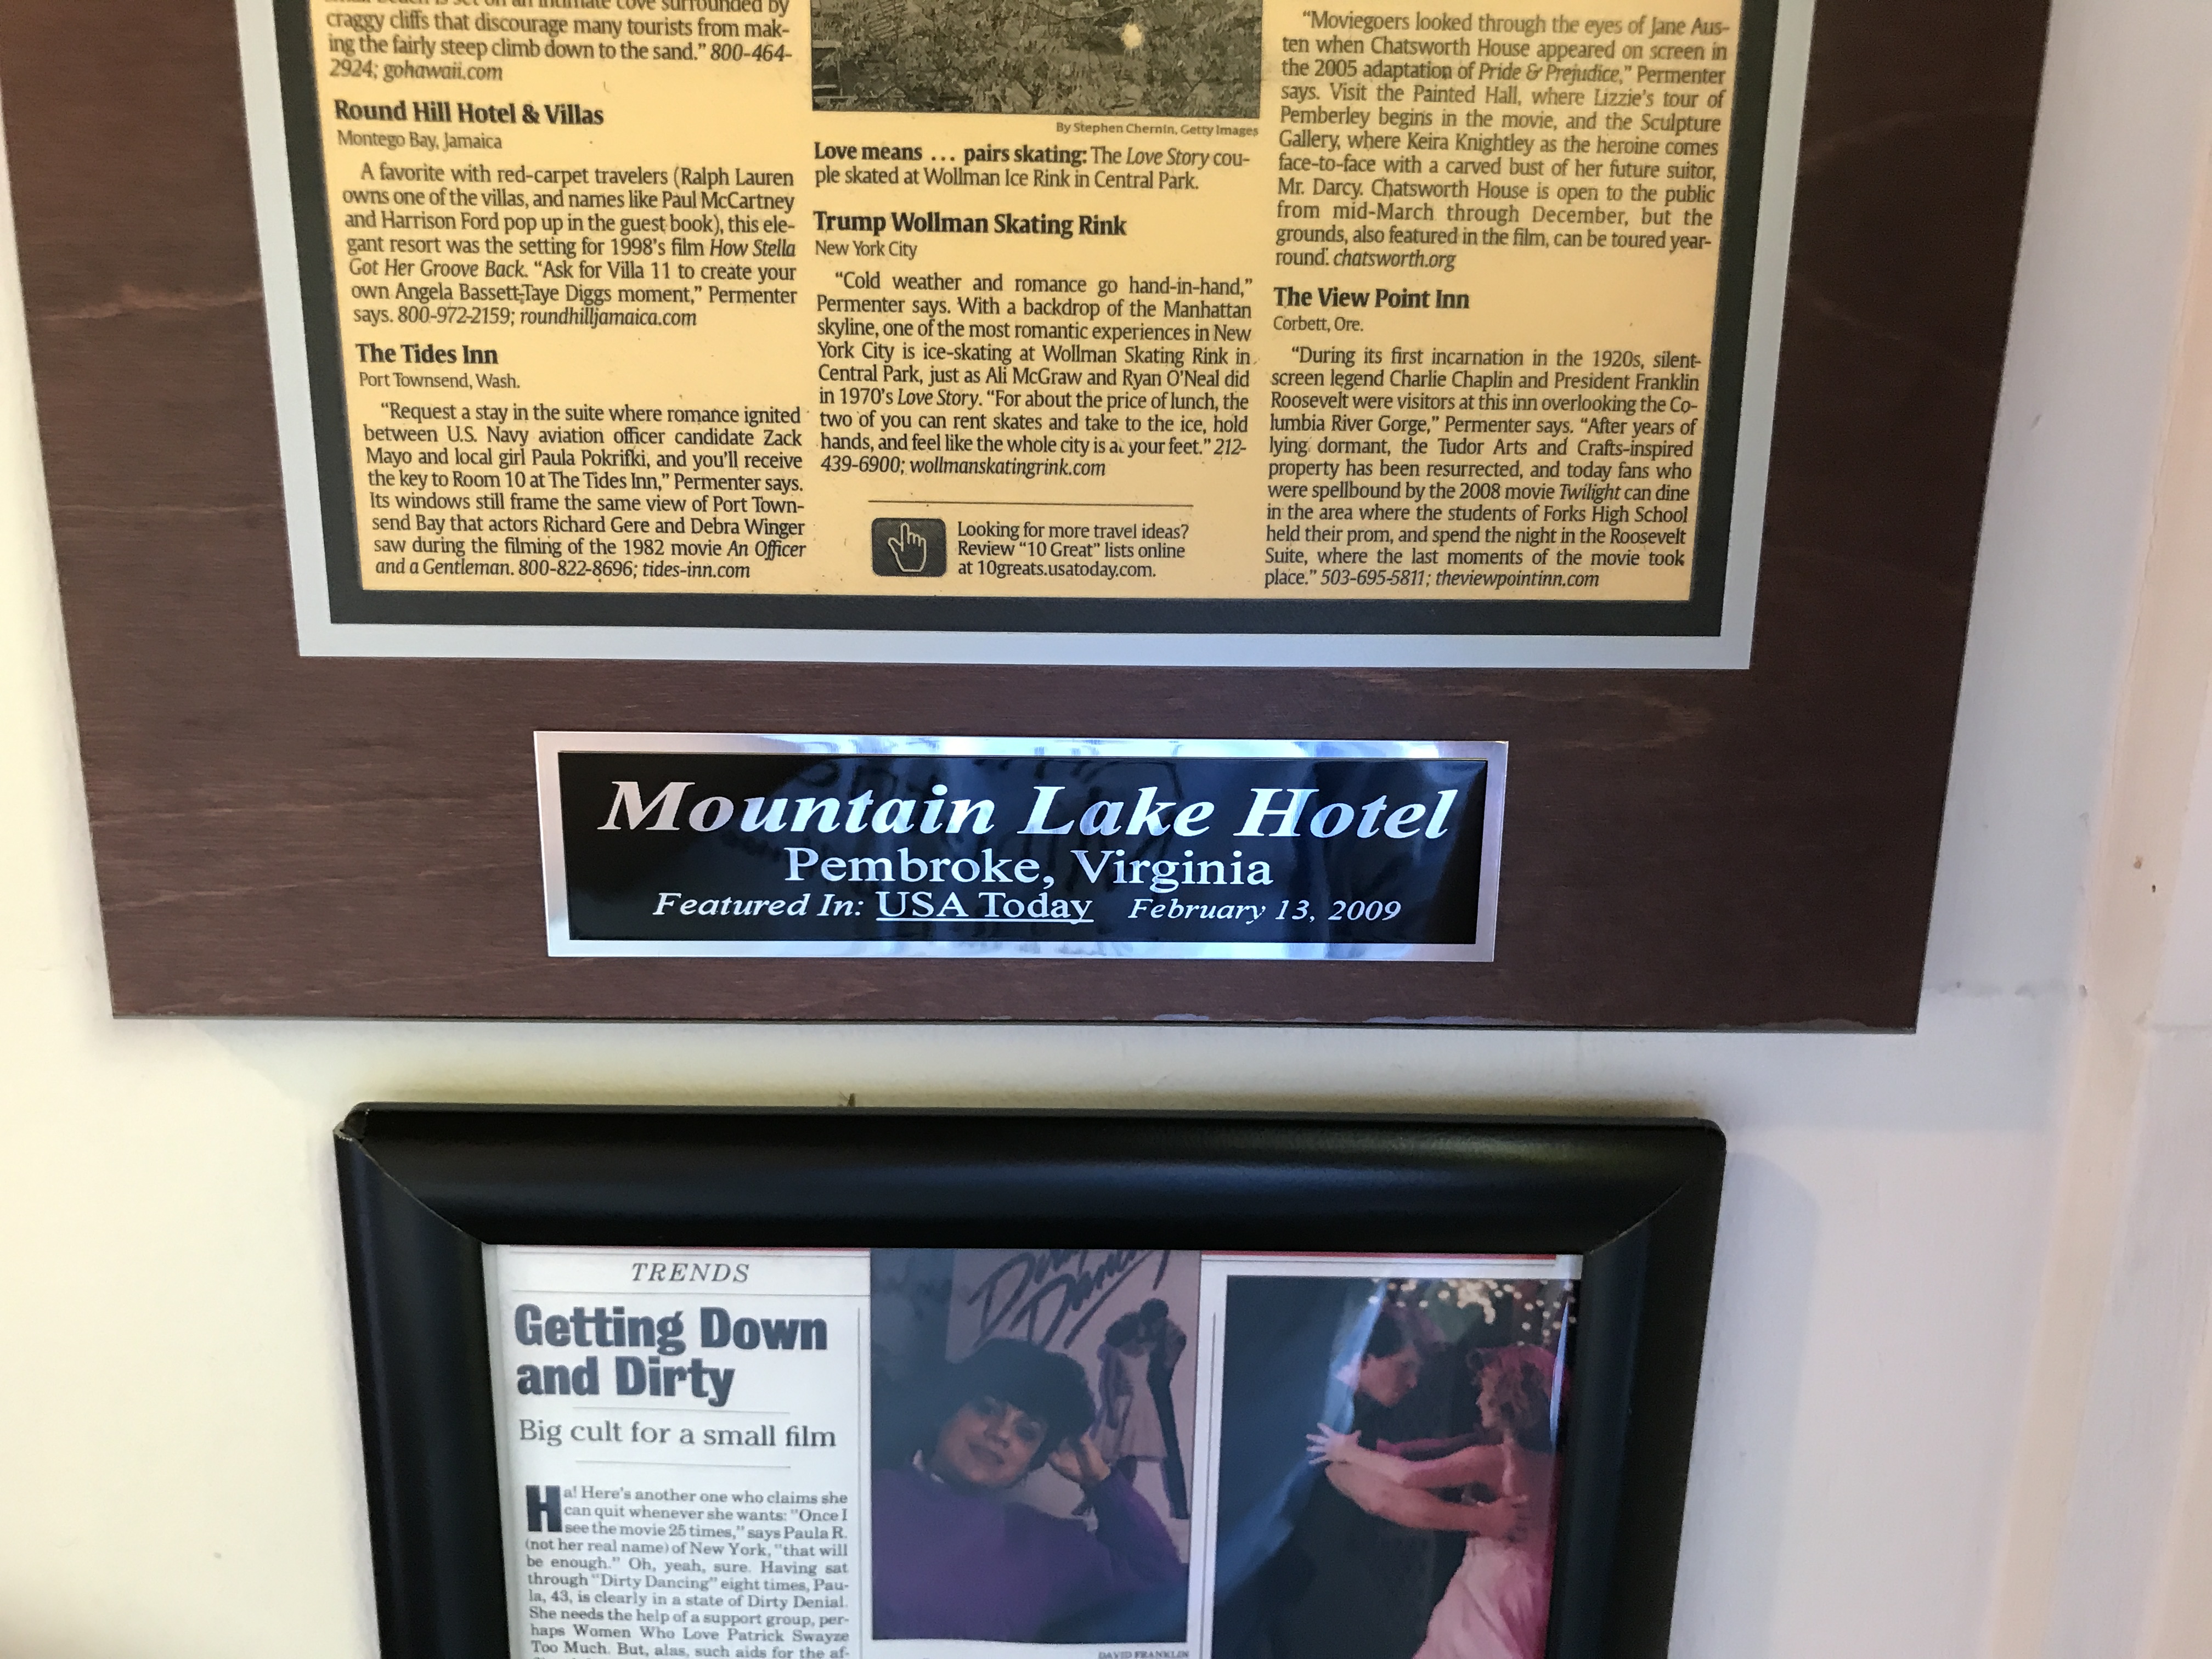 craggy cliffs that discourage many tourists from mak-
ing the fairly steep climb down to the sand.” 800-464-
2924; gohawaii.com
Round Hill Hotel & Villas
Montego Bay, Jamaica
A favorite with red-carpet travelers (Ralph Lauren
owns one of the villas, and names like Paul McCartney
and Harrison Ford pop up in the guest book), this ele-
gant resort was the setting for 1998’s film How Stella
Got Her Groove Back. “Ask for Villa 11 to create your
own Angela Bassett-Taye Diggs moment,” Permenter
says. 800-972-2159; roundhilljamaica.com
The Tides Inn
Port Townsend, Wash.
“Request a stay in the suite where romance ignited
between U.S. Navy aviation officer candidate Zack
Mayo and local girl Paula Pokrifki, and you’ll receive
the key to Room 10 at The Tides Inn,” Permenter says.
Its windows still frame the same view of Port Town-
send Bay that actors Richard Gere and Debra Winger
saw during the filming of the 1982 movie An Officer
and a Gentleman. 800-822-8696; tides-inn.com
By Stephen Chernin, Getty Images
Love means … pairs skating: The Love Story cou-
ple skated at Wollman Ice Rink in Central Park.
Trump Wollman Skating Rink
New York City
“Cold weather and romance go hand-in-hand,”
Permenter says. With a backdrop of the Manhattan
skyline, one of the most romantic experiences in New
York City is ice-skating at Wollman Skating Rink in
Central Park, just as Ali McGraw and Ryan O’Neal did
in 1970’s Love Story. “For about the price of lunch, the
two of you can rent skates and take to the ice, hold
hands, and feel like the whole city is at your feet.” 212-
439-6900; wollmanskatingrink.com
Looking for more travel ideas?
Review “10 Great” lists online
at 10greats.usatoday.com.
“Moviegoers looked through the eyes of Jane Aus-
ten when Chatsworth House appeared on screen in
the 2005 adaptation of Pride & Prejudice,” Permenter
says. Visit the Painted Hall, where Lizzie’s tour of
Pemberley begins in the movie, and the Sculpture
Gallery, where Keira Knightley as the heroine comes
face-to-face with a carved bust of her future suitor,
Mr. Darcy. Chatsworth House is open to the public
from mid-March through December, but the
grounds, also featured in the film, can be toured year-
round. chatsworth.org
The View Point Inn
Corbett, Ore.
“During its first incarnation in the 1920s, silent-
screen legend Charlie Chaplin and President Franklin
Roosevelt were visitors at this inn overlooking the Co-
lumbia River Gorge,” Permenter says. “After years of
lying dormant, the Tudor Arts and Crafts-inspired
property has been resurrected, and today fans who
were spellbound by the 2008 movie Twilight can dine
in the area where the students of Forks High School
held their prom, and spend the night in the Roosevelt
Suite, where the last moments of the movie took
place.” 503-695-5811; theviewpointinn.com
Mountain Lake Hotel
Pembroke, Virginia
Featured In: USA Today February 13, 2009
TRENDS
Getting Down
and Dirty
Big cult for a small film
Ha! Here’s another one who claims she
can quit whenever she wants: “Once I
see the movie 25 times,” says Paula R.
(not her real name) of New York, “that will
be enough.” Oh, yeah, sure. Having sat
through “Dirty Dancing” eight times, Pau-
la, 43, is clearly in a state of Dirty Denial.
She needs the help of a support group, per-
haps Women Who Love Patrick Swayze
Too Much. But, alas, such aids for the af-
Dirty
Dancing
DAVID FRANKLIN